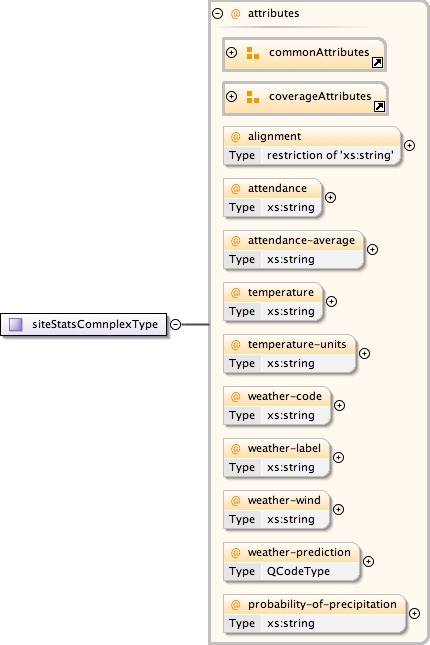 @ attributes
commonAttributes
coverageAttributes
@ alignment
Type restriction of 'xs:string'
@ attendance
Type xs:string
@ attendance-average
Type xs:string
@ temperature
Type xs:string
siteStatsComnplexType
@ temperature-units
Type xs:string
@ weather-code
Type xs:string
@ weather-label
Type xs:string
@ weather-wind
Type xs:string
@ weather-prediction
Type QCodeType
@ probability-of-precipitation
Type xs:string